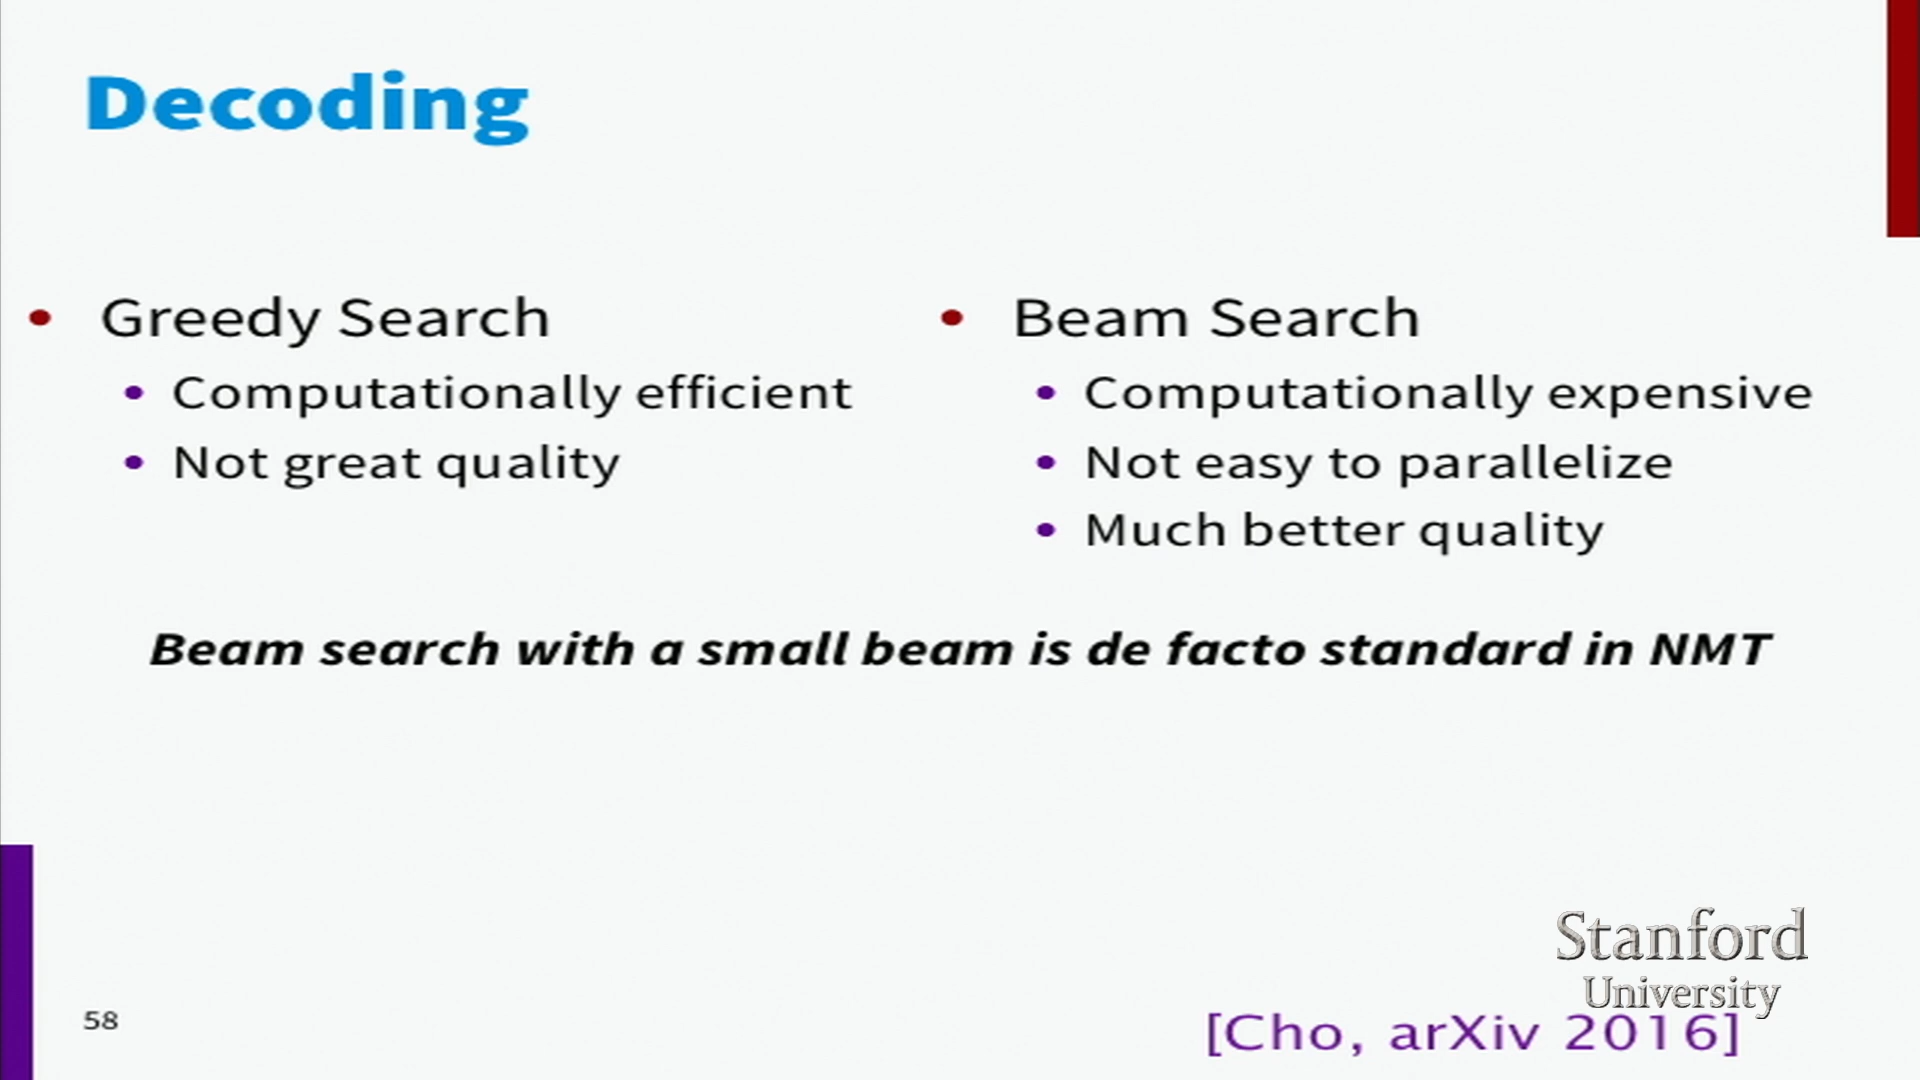 Decoding
• Greedy Search
• Computationally efficient
• Not great quality
• Beam Search
• Computationally expensive
• Not easy to parallelize
• Much better quality
Beam search with a small beam is de facto standard in NMT
58
Stanford
University
[Cho, arXiv 2016]